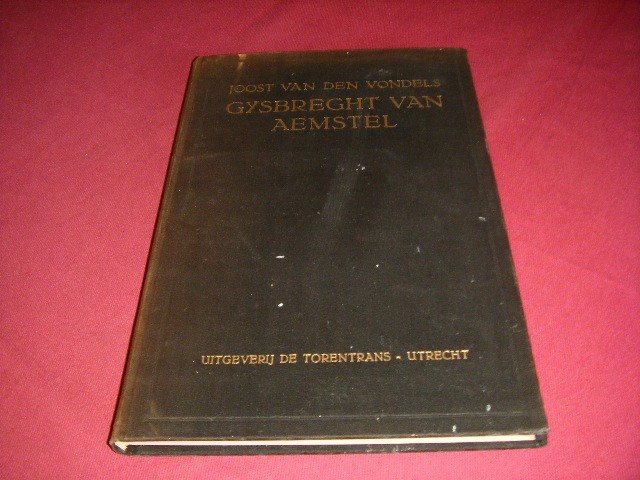 JOOST VAN DEN VONDELS
GYSBREGHT VAN
AEMSTEL
UITGEVERIJ DE TORENTRANS - UTRECHT